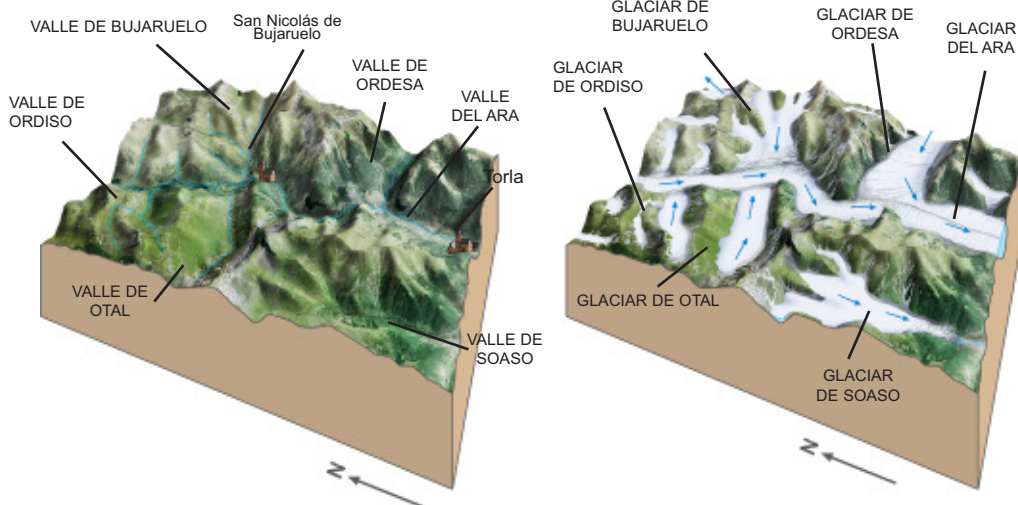 VALLE DE BUJARUELO
San Nicolás de
Bujaruelo
VALLE DE
ORDESA
VALLE
DEL ARA
VALLE DE
ORDISO
Torla
VALLE DE
OTAL
VALLE DE
SOASO
N
GLACIAR DE
BUJARUELO
GLACIAR DE
ORDESA
GLACIAR
DEL ARA
GLACIAR
DE ORDISO
GLACIAR DE OTAL
GLACIAR
DE SOASO
N